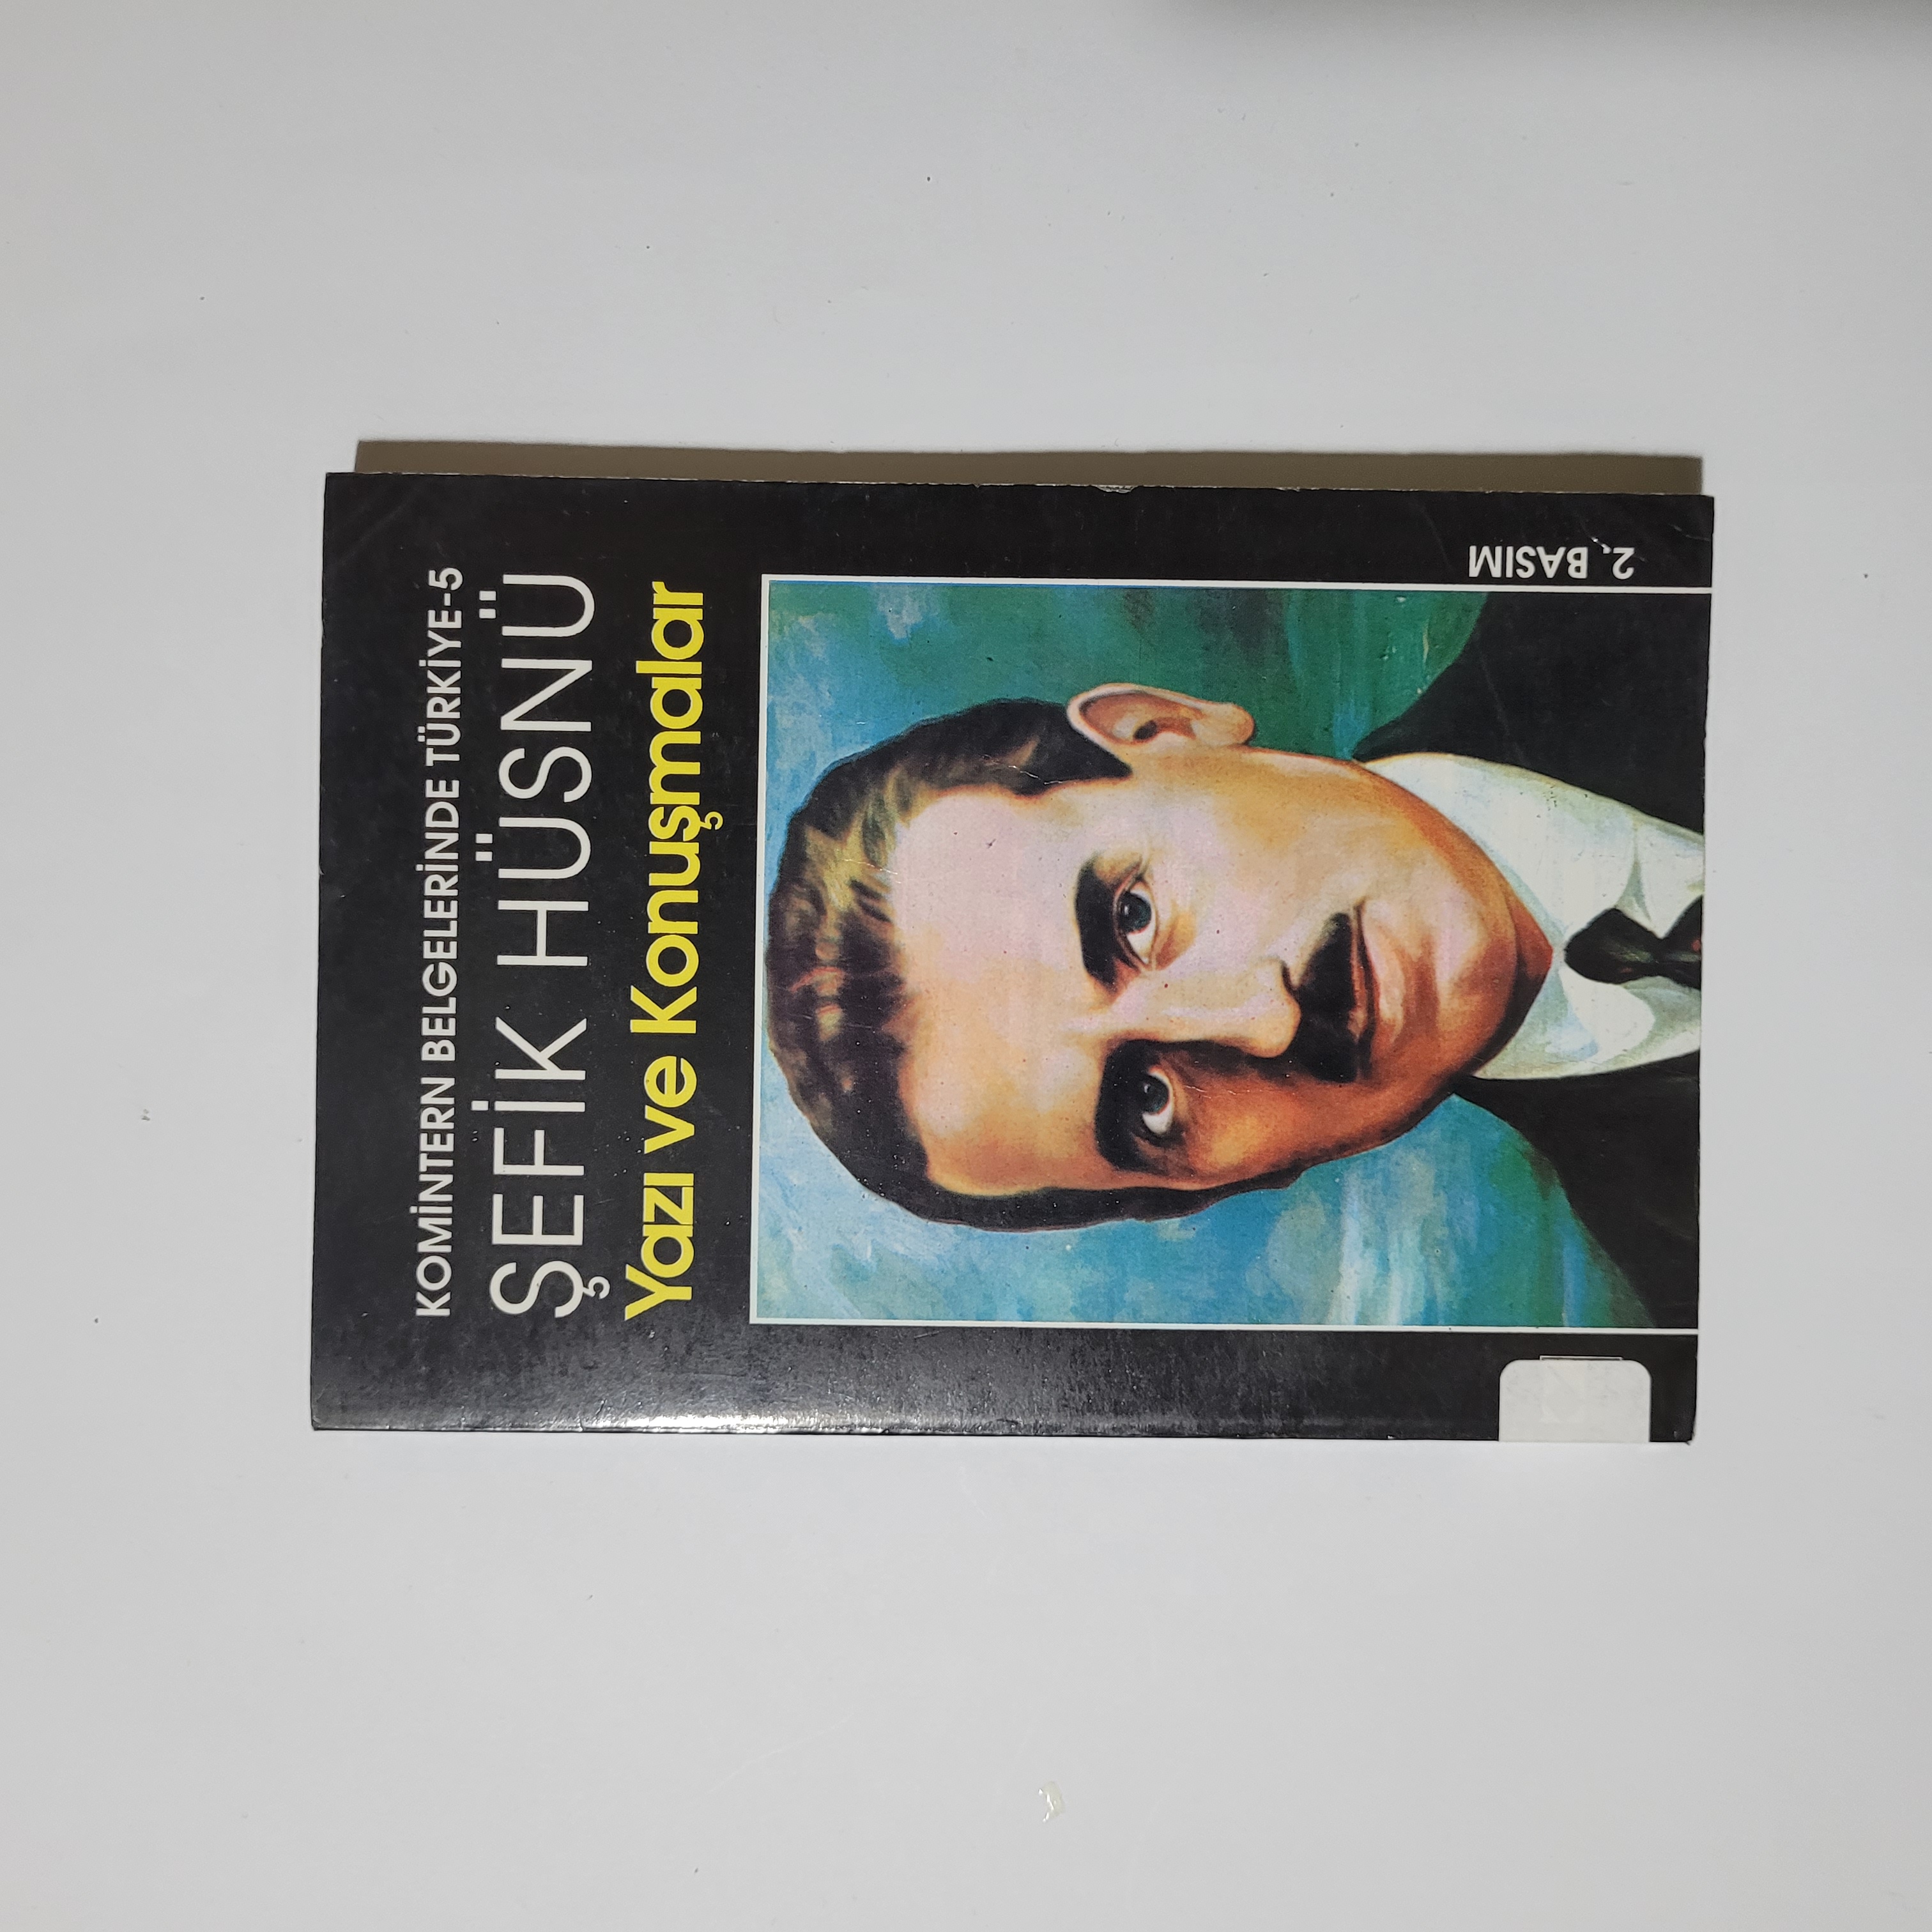 KOMİNTERN BELGELERİNDE TÜRKİYE-5
ŞEFİK HÜSNÜ
Yazı ve Konuşmalar
2. BASIM